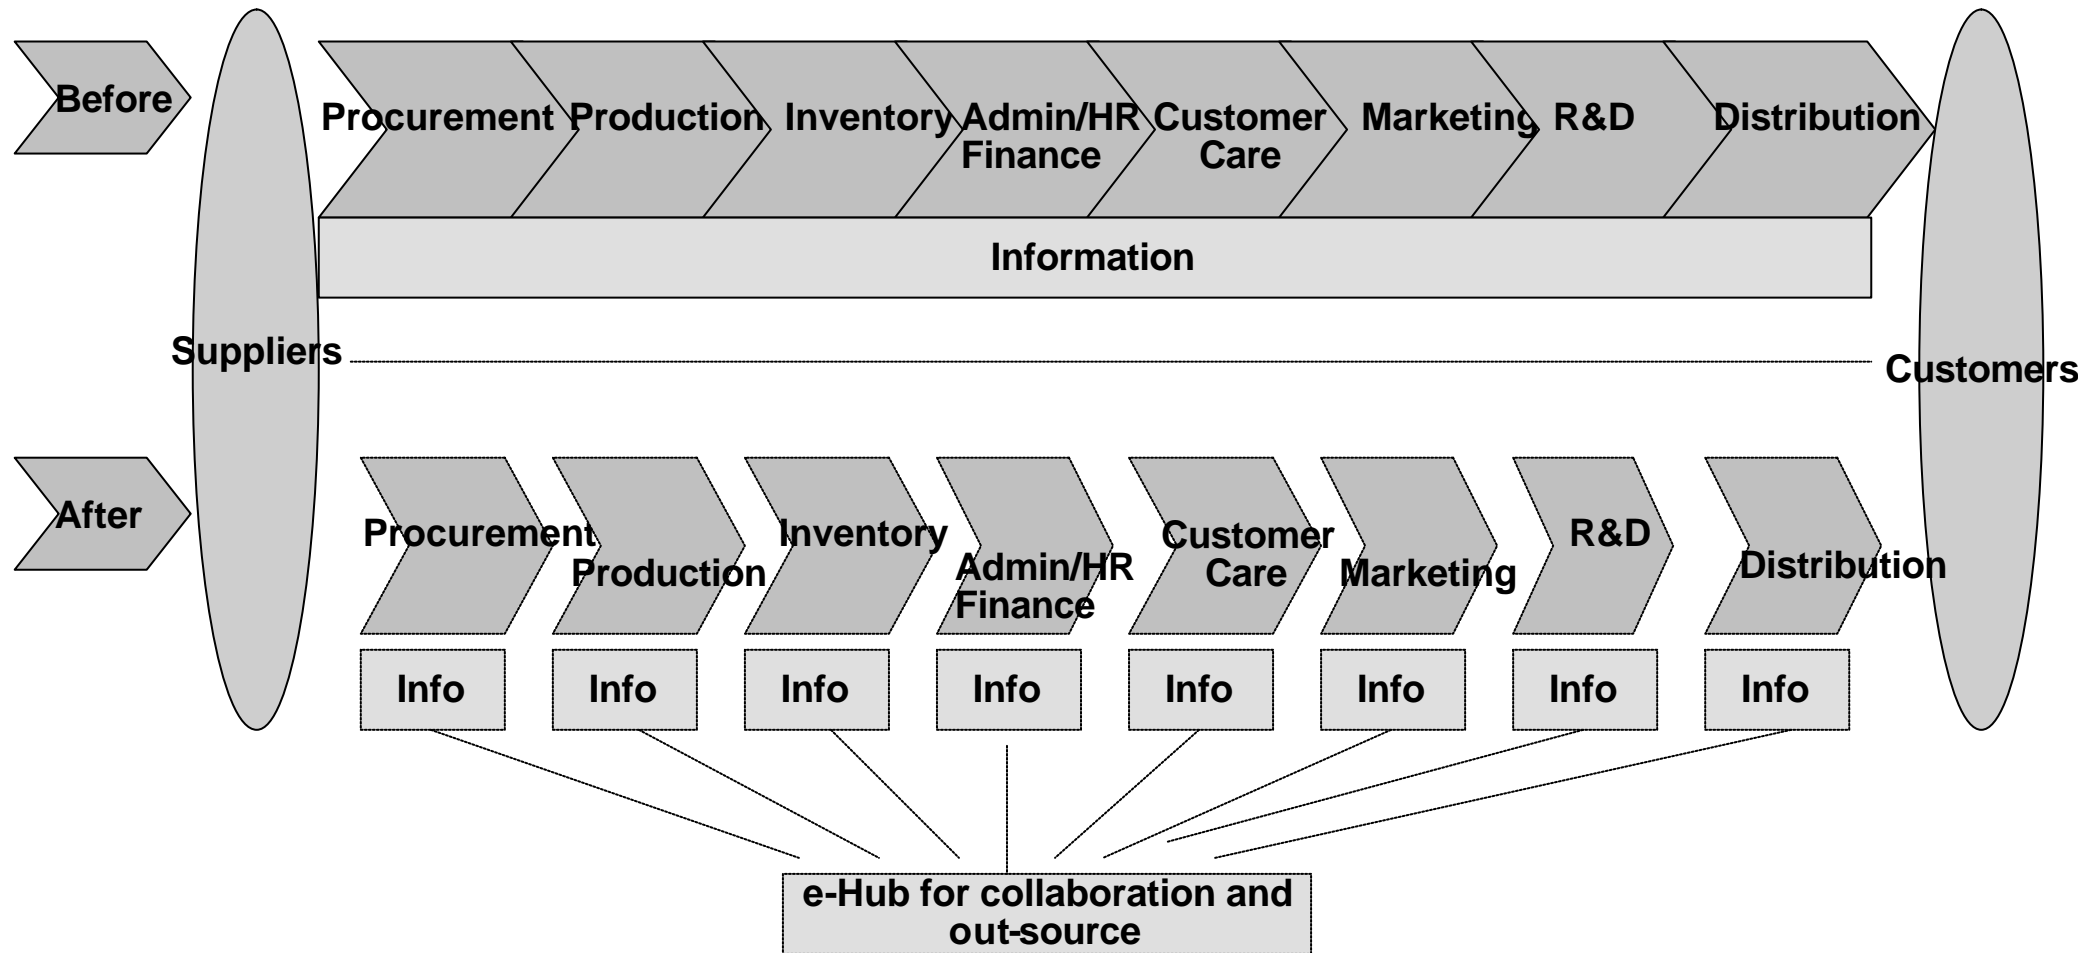 Before
Procurement
Production
Inventory
Admin/HR
Finance
Customer
Care
Marketing
R&D
Distribution
Information
Suppliers
Customers
After
Procurement
Production
Inventory
Admin/HR
Finance
Customer
Care
Marketing
R&D
Distribution
Info
Info
Info
Info
Info
Info
Info
Info
e-Hub for collaboration and
out-source